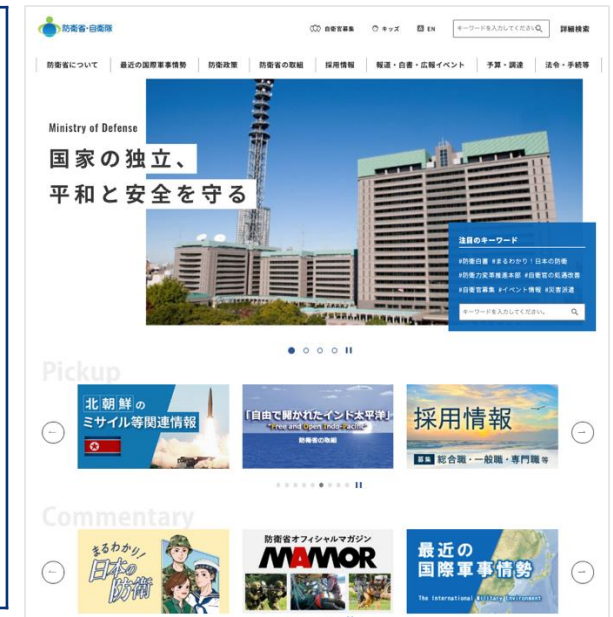 防衛省・自衛隊
自衛官募集
キッズ
EN
キーワードを入力してください
詳細検索
防衛省について
最近の国際軍事情勢
防衛政策
防衛省の取組
採用情報
報道・白書・広報イベント
予算・調達
法令・手続等
Ministry of Defense
国家の独立、
平和と安全を守る
注目のキーワード
#防衛白書 #まるわかり!日本の防衛
#防衛力変革推進本部 #自衛官の処遇改善
#自衛官募集 #イベント情報 #災害派遣
キーワードを入力してください。
Pickup
北朝鮮の
ミサイル等関連情報
「自由で開かれたインド太平洋」
"Free and Open Indo-Pacific"
防衛省の取組
採用情報
募集 総合職・一般職・専門職 等
Commentary
まるわかり!
日本の
防衛
防衛省オフィシャルマガジン
MAMOR
最近の
国際軍事情勢
The International Military Environment